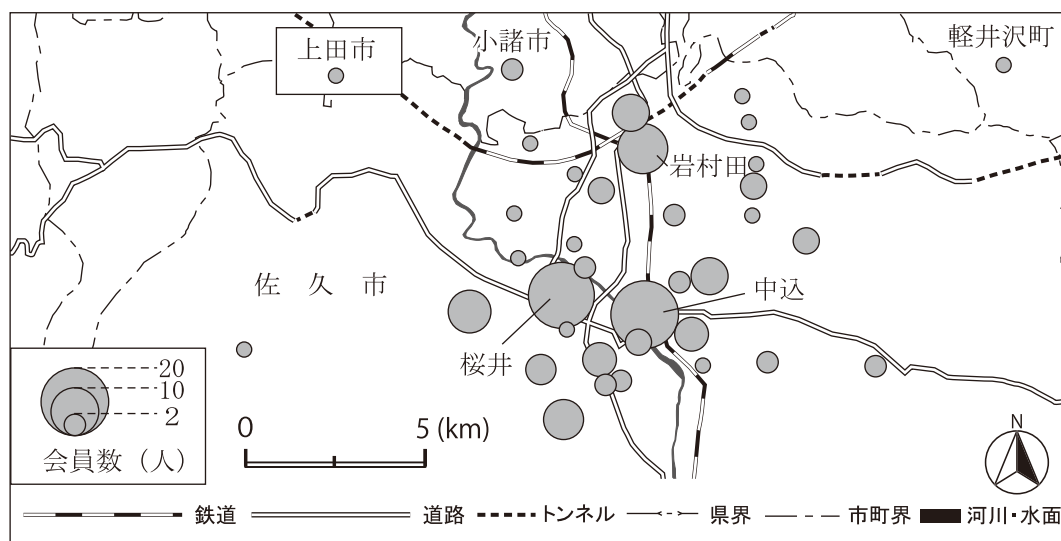 上田市
小諸市
軽井沢町
岩村田
佐久市
中込
桜井
20
10
2
会員数（人）
0 5 (km)
N
鉄道 道路 トンネル 県界 市町界 河川・水面